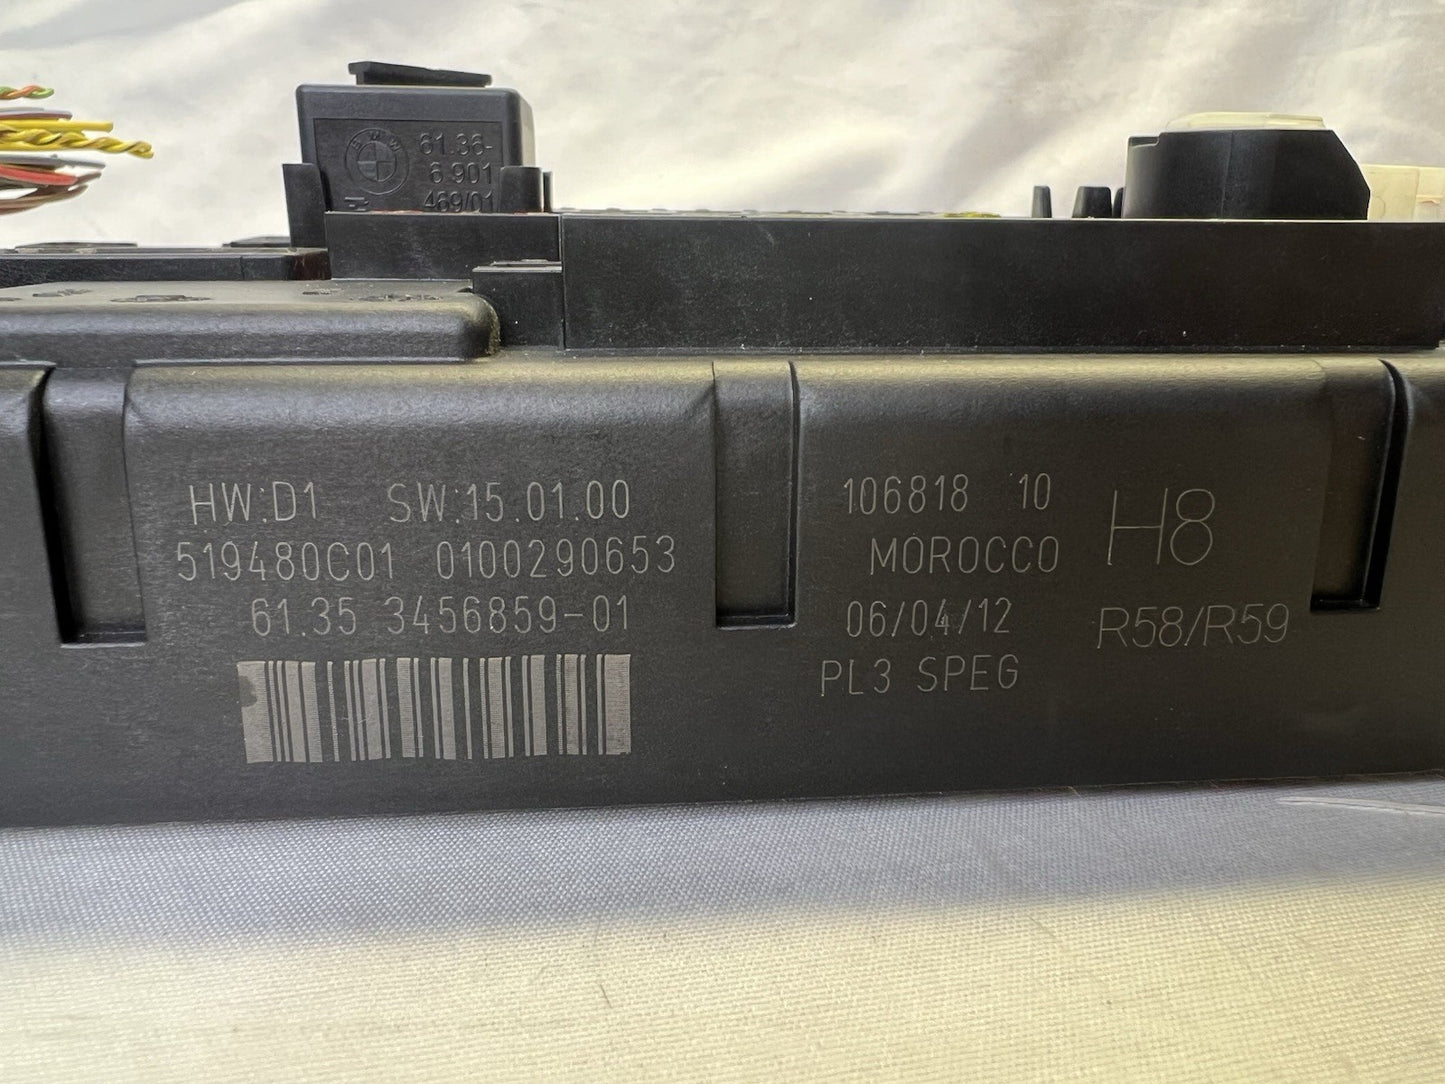 BMW
61.36-
6.901
469/01
HW:D1 SW:15.01.00
519480C01 0100290653
61.35 3456859-01
106818 10
MOROCCO
06/04/12
PL3 SPEG
H8
R58/R59